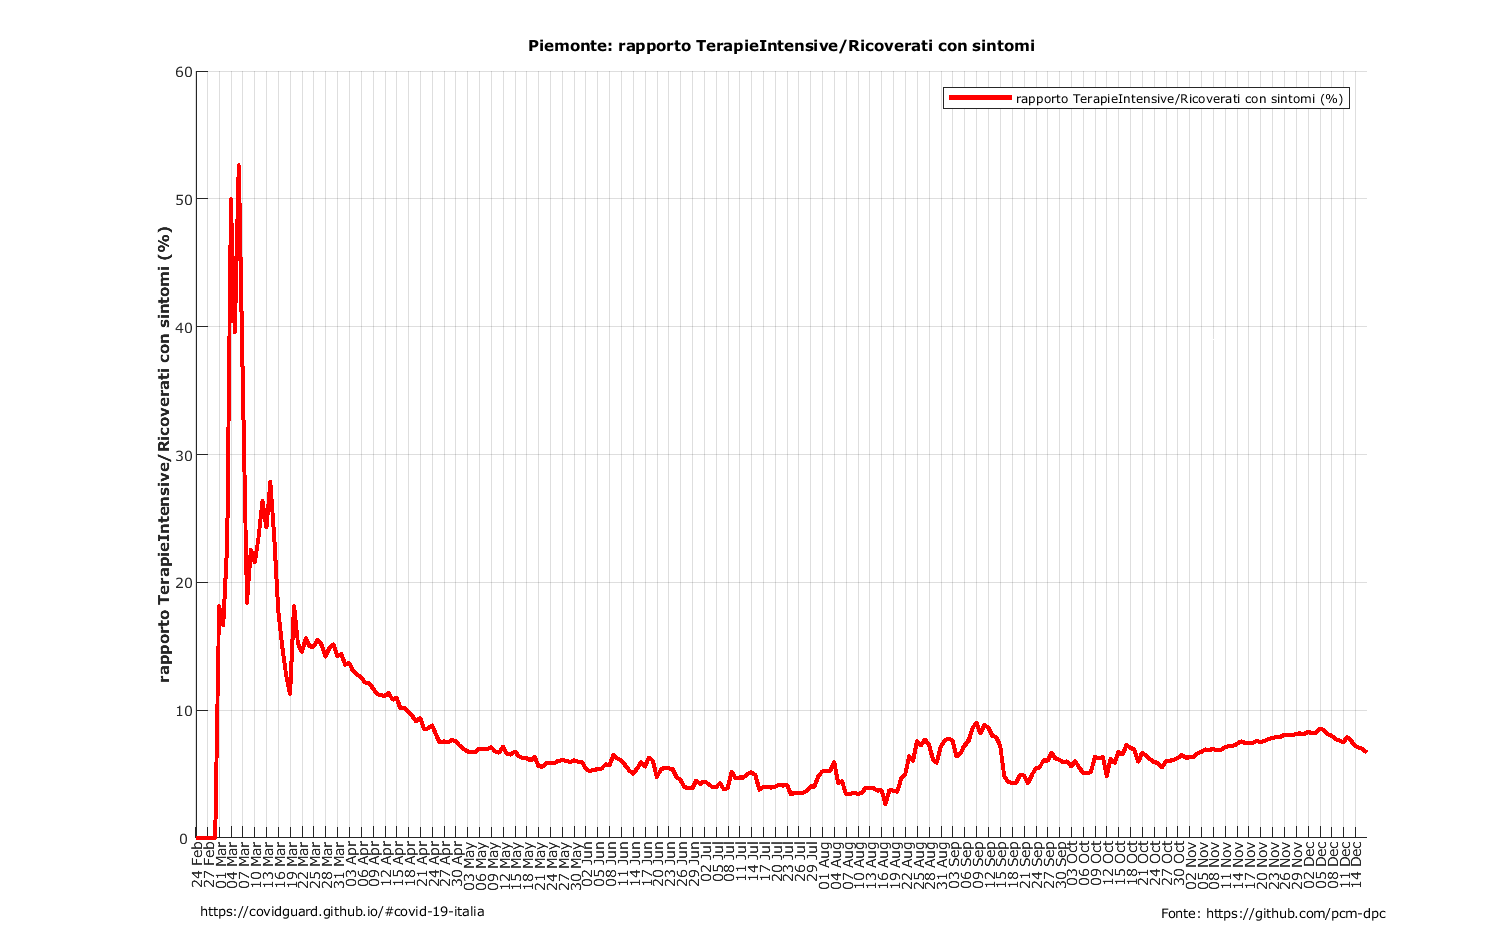 Piemonte: rapporto TerapieIntensive/Ricoverati con sintomi
rapporto TerapieIntensive/Ricoverati con sintomi (%)
rapporto TerapieIntensive/Ricoverati con sintomi (%)
60
50
40
30
20
10
0
24 Feb
27 Feb
01 Mar
04 Mar
07 Mar
10 Mar
13 Mar
16 Mar
19 Mar
22 Mar
25 Mar
28 Mar
31 Mar
03 Apr
06 Apr
09 Apr
12 Apr
15 Apr
18 Apr
21 Apr
24 Apr
27 Apr
30 Apr
03 May
06 May
09 May
12 May
15 May
18 May
21 May
24 May
27 May
30 May
02 Jun
05 Jun
08 Jun
11 Jun
14 Jun
17 Jun
20 Jun
23 Jun
26 Jun
29 Jun
02 Jul
05 Jul
08 Jul
11 Jul
14 Jul
17 Jul
20 Jul
23 Jul
26 Jul
29 Jul
01 Aug
04 Aug
07 Aug
10 Aug
13 Aug
16 Aug
19 Aug
22 Aug
25 Aug
28 Aug
31 Aug
03 Sep
06 Sep
09 Sep
12 Sep
15 Sep
18 Sep
21 Sep
24 Sep
27 Sep
30 Sep
03 Oct
06 Oct
09 Oct
12 Oct
15 Oct
18 Oct
21 Oct
24 Oct
27 Oct
30 Oct
02 Nov
05 Nov
08 Nov
11 Nov
14 Nov
17 Nov
20 Nov
23 Nov
26 Nov
29 Nov
02 Dec
05 Dec
08 Dec
11 Dec
14 Dec
https://covidguard.github.io/#covid-19-italia
Fonte: https://github.com/pcm-dpc